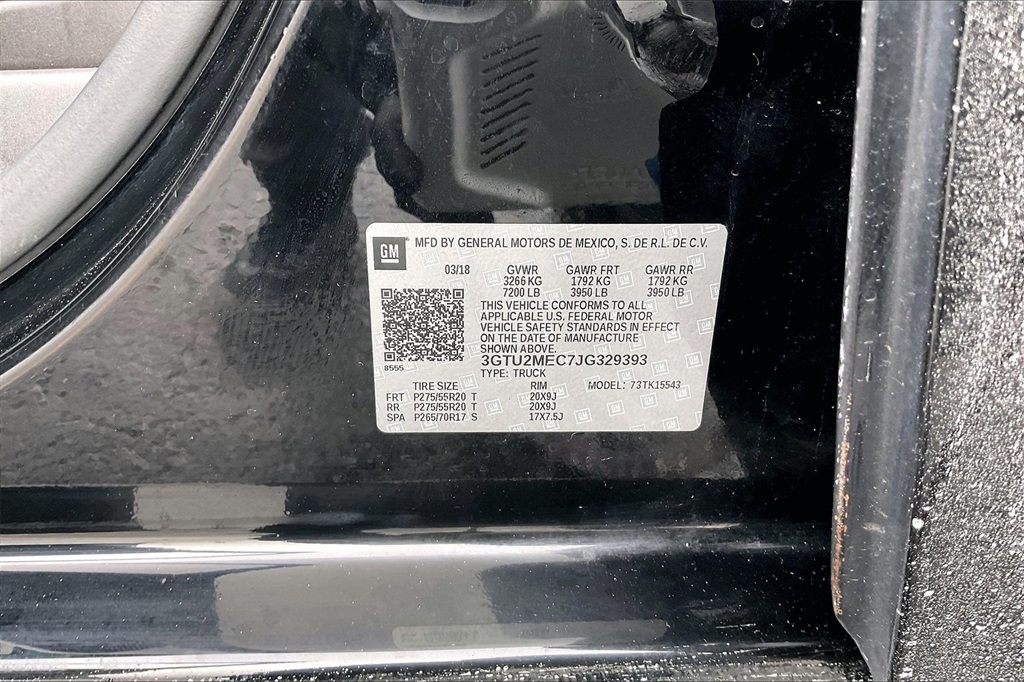 GM MFD BY GENERAL MOTORS DE MEXICO, S. DE R.L. DE C.V.
03/18 GVWR GAWR FRT GAWR RR
3266 KG 1792 KG 1792 KG
7200 LB 3950 LB 3950 LB
THIS VEHICLE CONFORMS TO ALL
APPLICABLE U.S. FEDERAL MOTOR
VEHICLE SAFETY STANDARDS IN EFFECT
ON THE DATE OF MANUFACTURE
SHOWN ABOVE.
8555 3GTU2MEC7JG329393
TYPE: TRUCK
TIRE SIZE RIM MODEL: 73TK15543
FRT P275/55R20 T 20X9J
RR P275/55R20 T 20X9J
SPA P265/70R17 S 17X7.5J